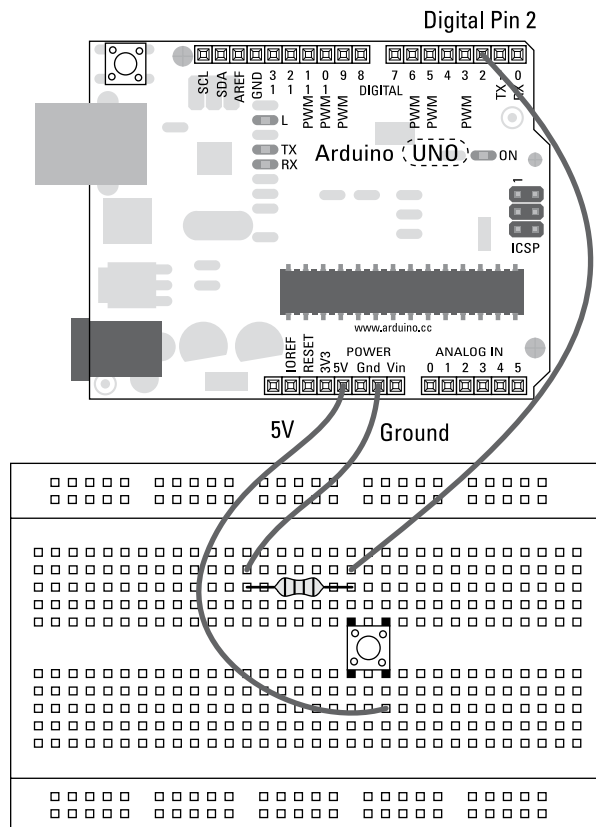 Digital Pin 2
SCL
SDA
AREF
GND
13
12
11
10
9
8
7
6
5
4
3
2
TX 1
RX 0
PWM
PWM
PWM
DIGITAL
PWM
PWM
PWM
L
TX
RX
Arduino UNO
ON
1
ICSP
www.arduino.cc
IOREF
RESET
3V3
5V
Gnd
Vin
POWER
ANALOG IN
0 1 2 3 4 5
5V
Ground